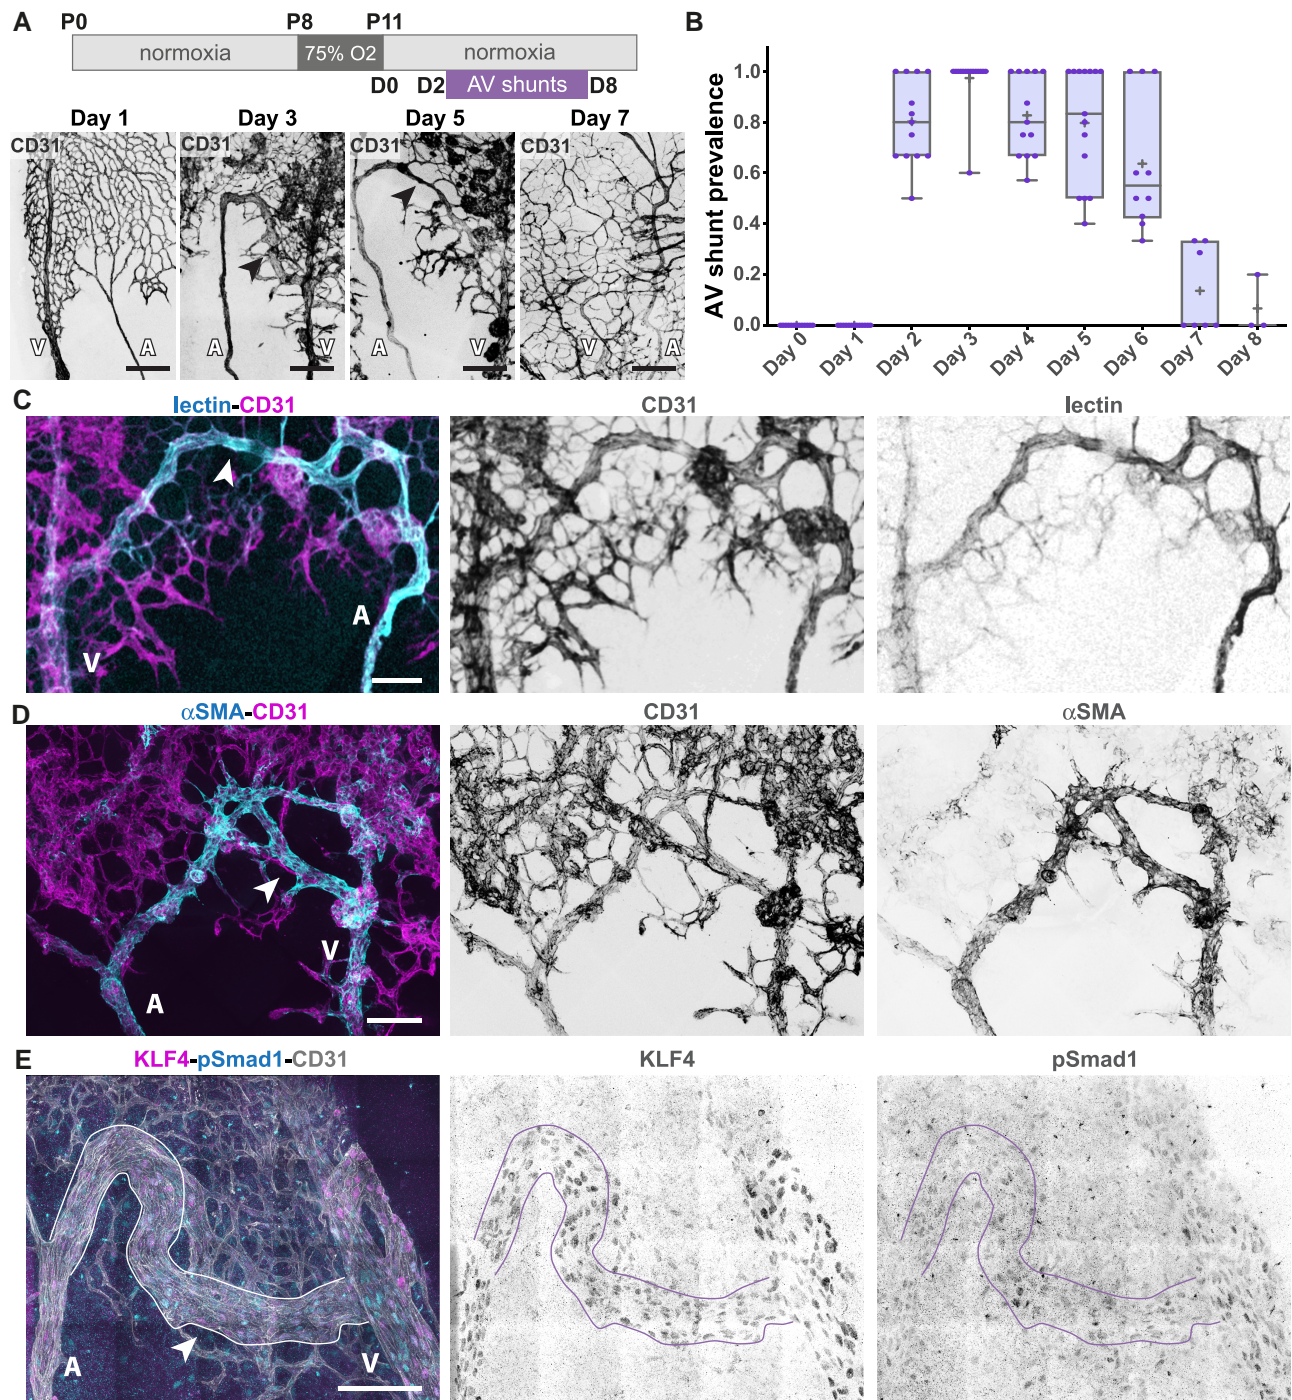 A
P0 P8 P11
normoxia 75% O2 normoxia
D0 D2 AV shunts D8
Day 1 Day 3 Day 5 Day 7
CD31 CD31 CD31 CD31
V A A V A V V A
B
AV shunt prevalence
1.0
0.8
0.6
0.4
0.2
0.0
Day 0 Day 1 Day 2 Day 3 Day 4 Day 5 Day 6 Day 7 Day 8
C
lectin-CD31 CD31 lectin
A
V
D
αSMA-CD31 CD31 αSMA
V
A
E
KLF4-pSmad1-CD31 KLF4 pSmad1
A V